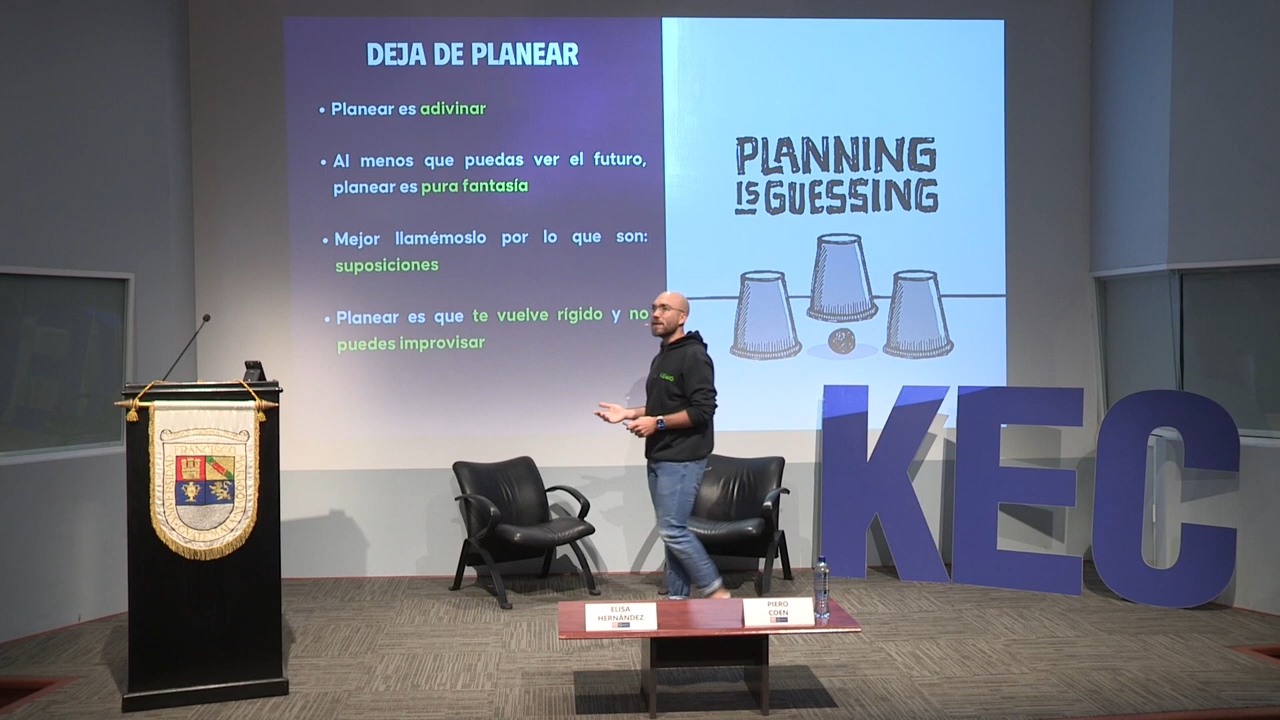 DEJA DE PLANEAR
• Planear es adivinar
• Al menos que puedas ver el futuro,
planear es pura fantasía
• Mejor llamémoslo por lo que son:
suposiciones
• Planear es que te vuelve rígido y no
puedes improvisar
PLANNING
IS GUESSING
KEC
FRANCISCO
ELISA
HERNÁNDEZ
PIERO
COEN